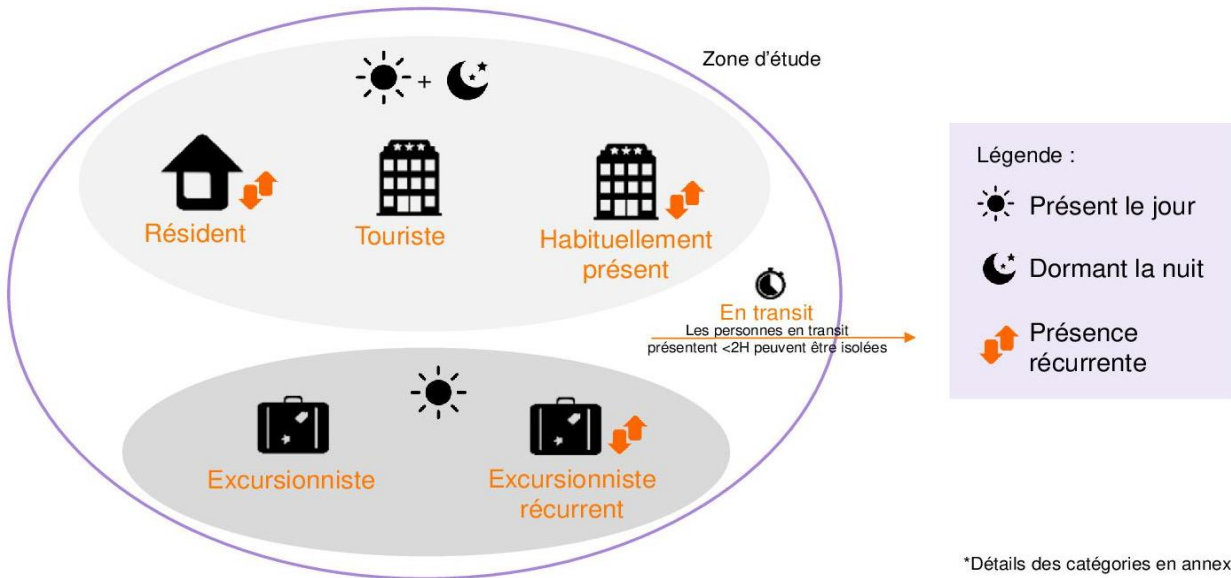 Zone d'étude
+
Résident
Touriste
Habituellement
présent
En transit
Les personnes en transit
présentent <2H peuvent être isolées
Excursionniste
Excursionniste
récurrent
Légende :
Présent le jour
Dormant la nuit
Présence
récurrente
*Détails des catégories en annex